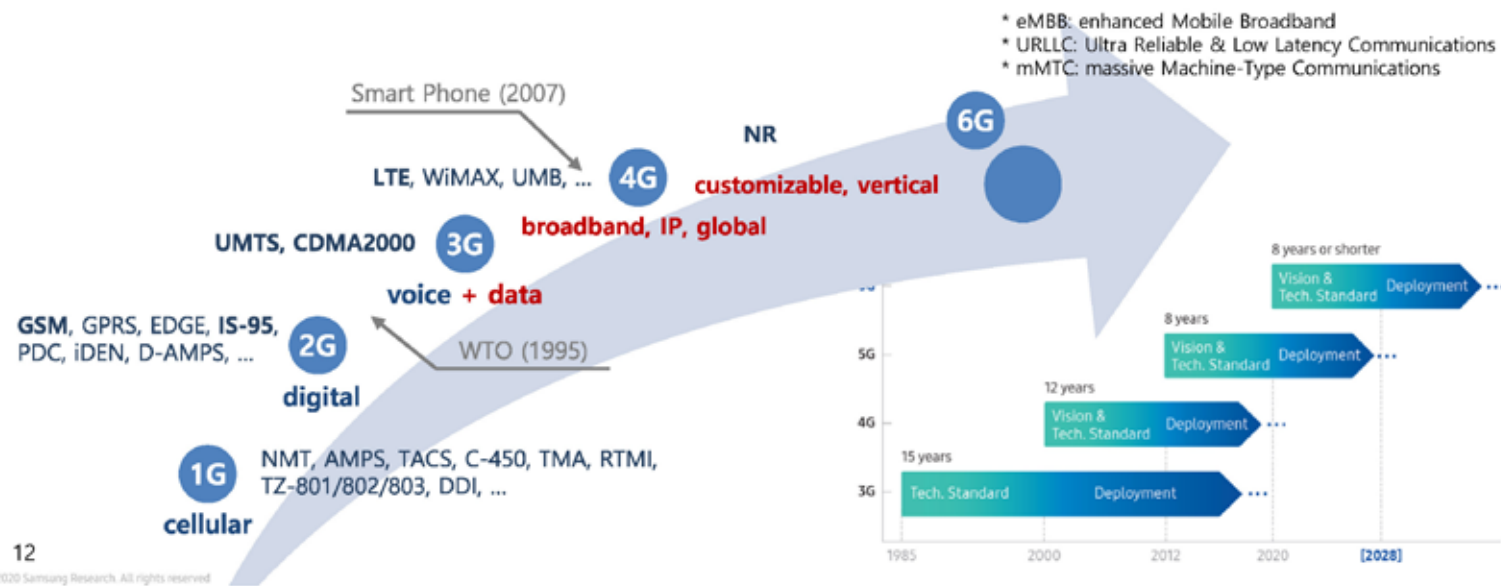 * eMBB: enhanced Mobile Broadband
* URLLC: Ultra Reliable & Low Latency Communications
* mMTC: massive Machine-Type Communications
Smart Phone (2007)
6G
NR
LTE, WiMAX, UMB, ...
4G
customizable, vertical
broadband, IP, global
UMTS, CDMA2000
3G
voice + data
GSM, GPRS, EDGE, IS-95,
PDC, iDEN, D-AMPS, ...
2G
WTO (1995)
digital
1G
NMT, AMPS, TACS, C-450, TMA, RTMI,
TZ-801/802/803, DDI, ...
cellular
8 years or shorter
Vision &
Tech. Standard
Deployment
8 years
5G
Vision &
Tech. Standard
Deployment
12 years
4G
Vision &
Tech. Standard
Deployment
15 years
3G
Tech. Standard
Deployment
1985
2000
2012
2020
[2028]
12
2020 Samsung Research. All rights reserved